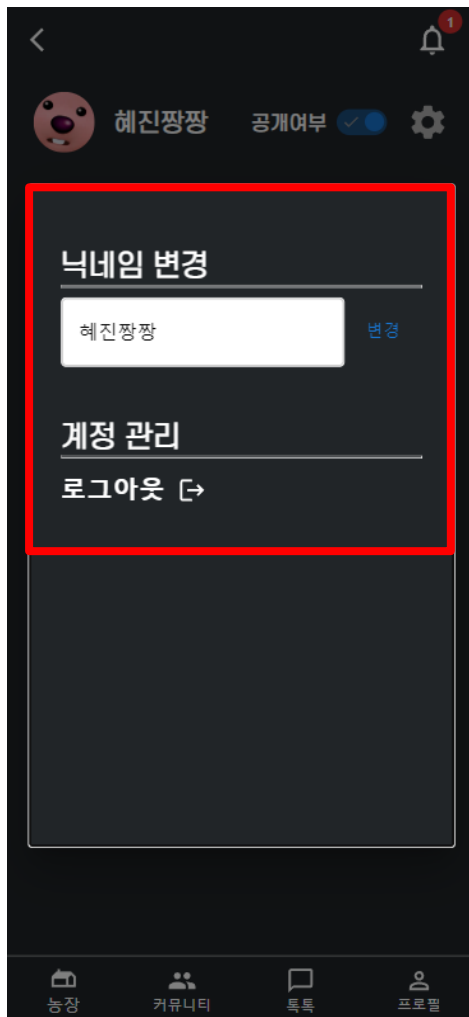 1
혜진짱짱 공개여부
닉네임 변경
혜진짱짱 변경
계정 관리
로그아웃
농장 커뮤니티 톡톡 프로필